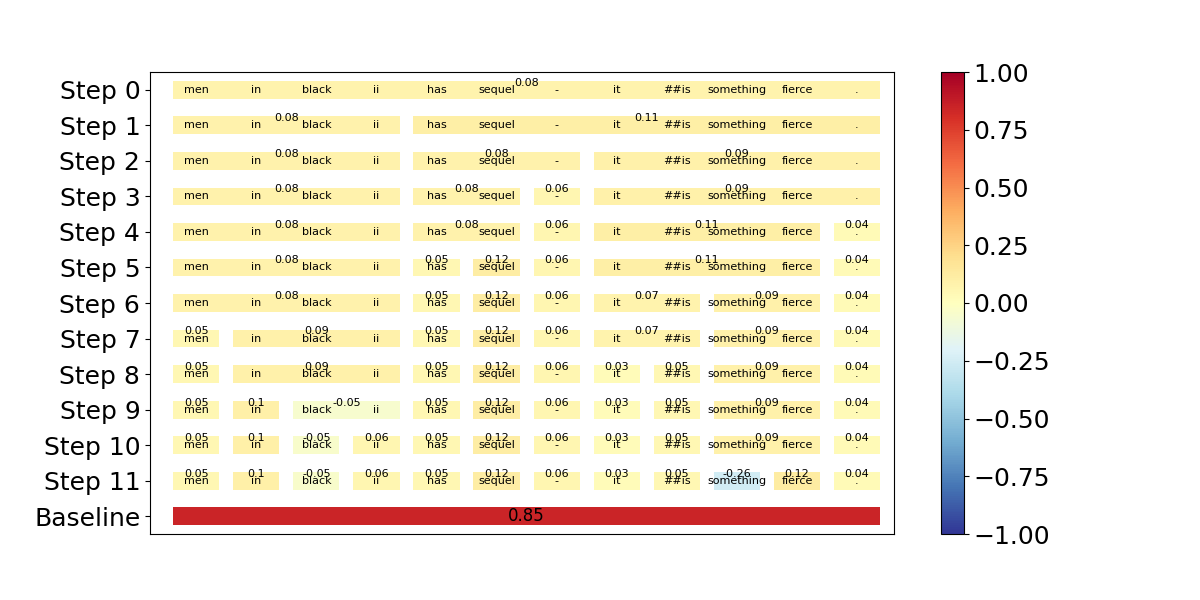 0.08
Step 0 men in black ii has sequel - it ##is something fierce .
0.08 0.11
Step 1 men in black ii has sequel - it ##is something fierce .
0.08 0.08 0.09
Step 2 men in black ii has sequel - it ##is something fierce .
0.08 0.08 0.06 0.09
Step 3 men in black ii has sequel - it ##is something fierce .
0.08 0.08 0.06 0.11 0.04
Step 4 men in black ii has sequel - it ##is something fierce .
0.08 0.05 0.12 0.06 0.11 0.04
Step 5 men in black ii has sequel - it ##is something fierce .
0.08 0.05 0.12 0.06 0.07 0.09 0.04
Step 6 men in black ii has sequel - it ##is something fierce .
0.05 0.09 0.05 0.12 0.06 0.07 0.09 0.04
Step 7 men in black ii has sequel - it ##is something fierce .
0.05 0.09 0.05 0.12 0.06 0.03 0.05 0.09 0.04
Step 8 men in black ii has sequel - it ##is something fierce .
0.05 0.1 -0.05 0.05 0.12 0.06 0.03 0.05 0.09 0.04
Step 9 men in black ii has sequel - it ##is something fierce .
0.05 0.1 -0.05 0.06 0.05 0.12 0.06 0.03 0.05 0.09 0.04
Step 10 men in black ii has sequel - it ##is something fierce .
0.05 0.1 -0.05 0.06 0.05 0.12 0.06 0.03 0.05 -0.26 0.12 0.04
Step 11 men in black ii has sequel - it ##is something fierce .
Baseline 0.85
1.00
0.75
0.50
0.25
0.00
−0.25
−0.50
−0.75
−1.00